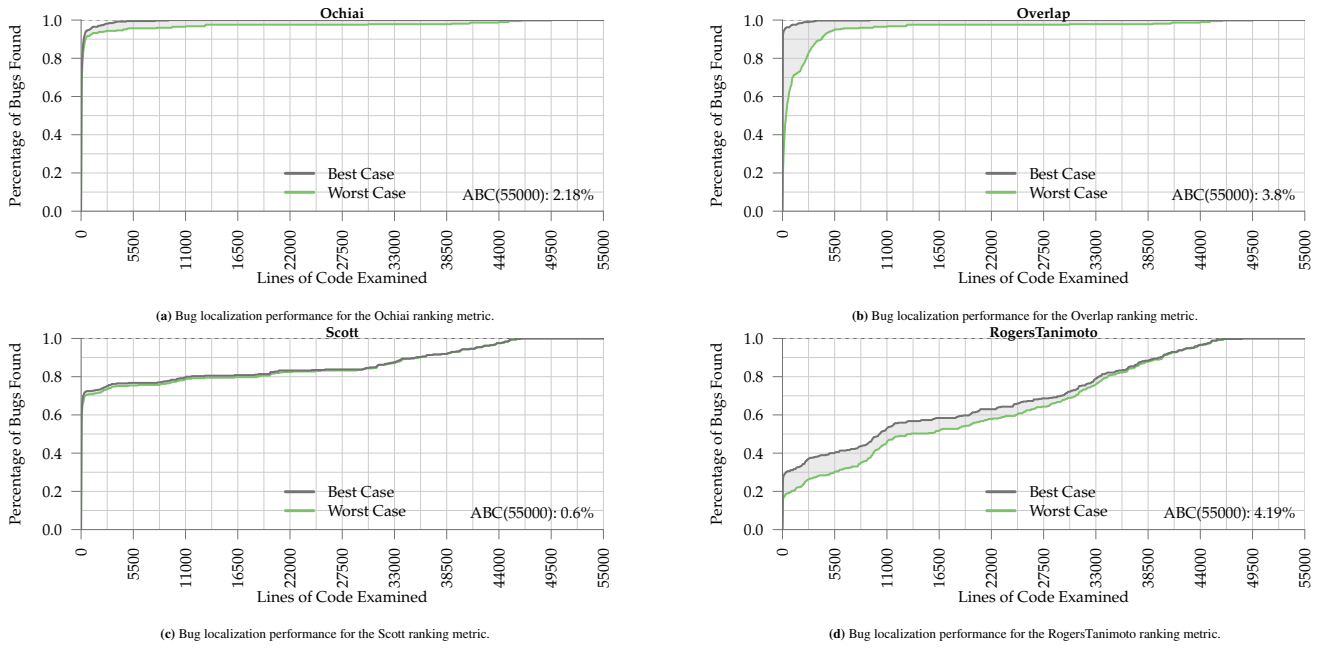 Ochiai
Percentage of Bugs Found
1.0
0.8
0.6
0.4
0.2
0.0
Best Case
Worst Case
ABC(55000): 2.18%
0 5500 11000 16500 22000 27500 33000 38500 44000 49500 55000
Lines of Code Examined
(a) Bug localization performance for the Ochiai ranking metric.
Overlap
Percentage of Bugs Found
1.0
0.8
0.6
0.4
0.2
0.0
Best Case
Worst Case
ABC(55000): 3.8%
0 5500 11000 16500 22000 27500 33000 38500 44000 49500 55000
Lines of Code Examined
(b) Bug localization performance for the Overlap ranking metric.
Scott
Percentage of Bugs Found
1.0
0.8
0.6
0.4
0.2
0.0
Best Case
Worst Case
ABC(55000): 0.6%
0 5500 11000 16500 22000 27500 33000 38500 44000 49500 55000
Lines of Code Examined
(c) Bug localization performance for the Scott ranking metric.
RogersTanimoto
Percentage of Bugs Found
1.0
0.8
0.6
0.4
0.2
0.0
Best Case
Worst Case
ABC(55000): 4.19%
0 5500 11000 16500 22000 27500 33000 38500 44000 49500 55000
Lines of Code Examined
(d) Bug localization performance for the RogersTanimoto ranking metric.